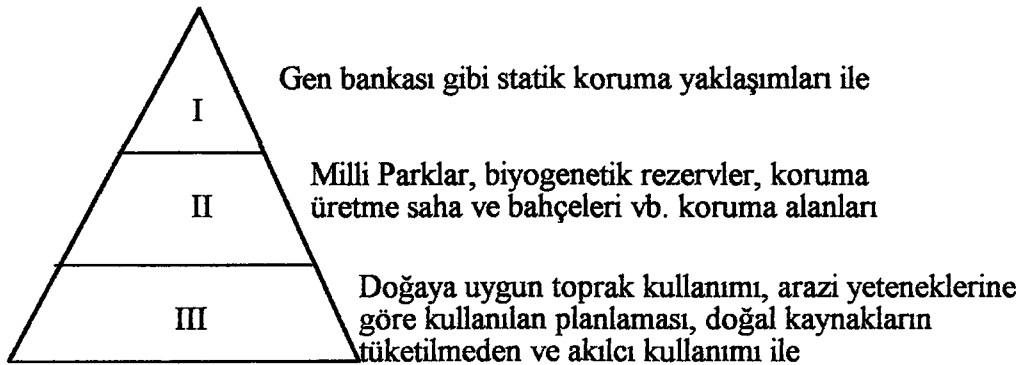 I
Gen bankası gibi statik koruma yaklaşımları ile
II
Milli Parklar, biyogenetik rezervler, koruma
üretme saha ve bahçeleri vb. koruma alanları
III
Doğaya uygun toprak kullanımı, arazi yeteneklerine
göre kullanılan planlaması, doğal kaynakların
tüketilmeden ve akılcı kullanımı ile